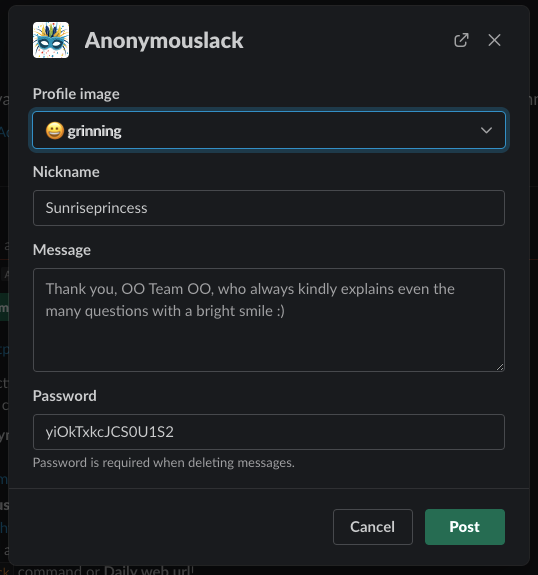 Anonymouslack
Profile image
😀 grinning
Nickname
Sunriseprincess
Message
Thank you, OO Team OO, who always kindly explains even the
many questions with a bright smile :)
Password
yiOkTxkcJCS0U1S2
Password is required when deleting messages.
Cancel
Post
command or Daily web url!